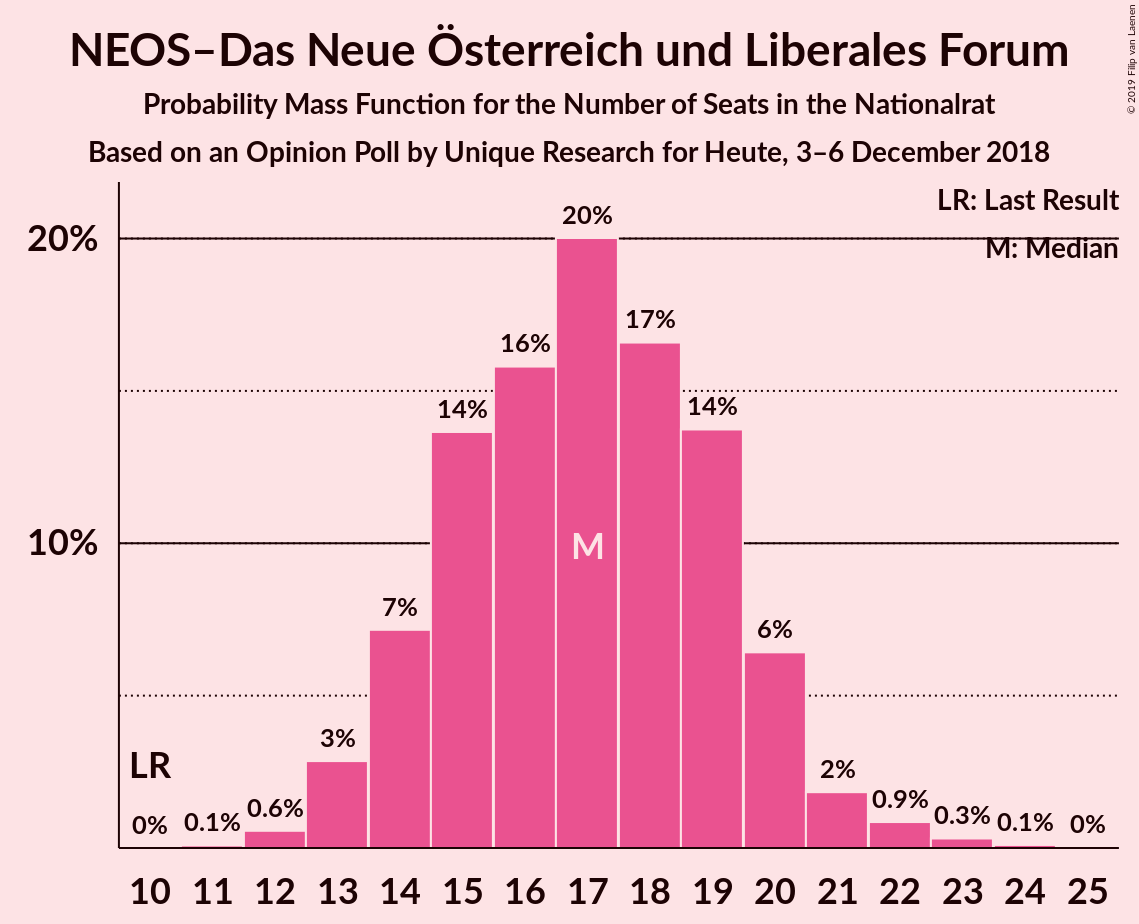 NEOS–Das Neue Österreich und Liberales Forum
Probability Mass Function for the Number of Seats in the Nationalrat
Based on an Opinion Poll by Unique Research for Heute, 3–6 December 2018
© 2019 Filip van Laenen
LR: Last Result
M: Median
20%
10%
LR
0%
0.1%
0.6%
3%
7%
14%
16%
20%
17%
14%
6%
2%
0.9%
0.3%
0.1%
0%
M
10 11 12 13 14 15 16 17 18 19 20 21 22 23 24 25